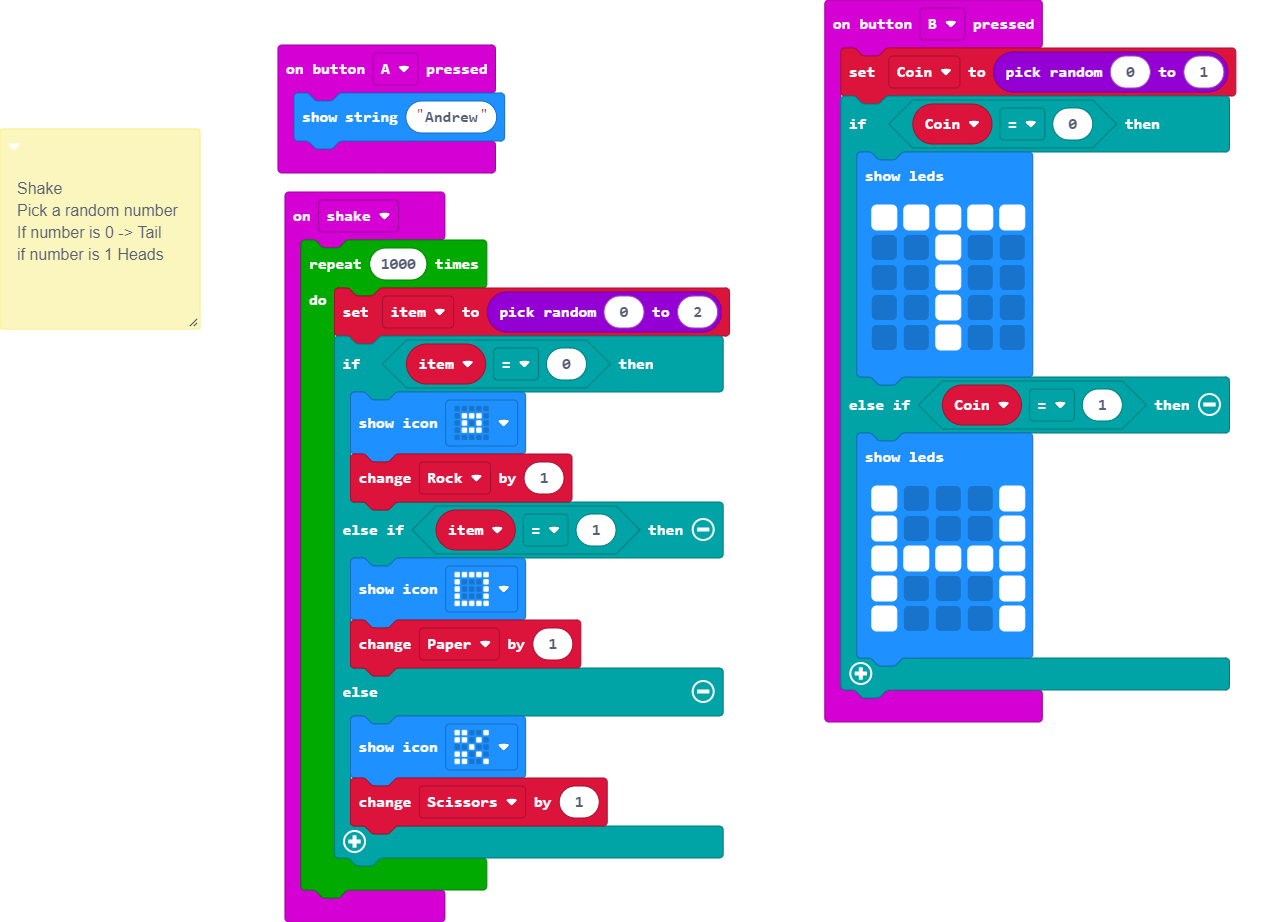 Shake
Pick a random number
If number is 0 -> Tail
if number is 1 Heads
on button A pressed
show string "Andrew"
on shake
repeat 1000 times
do
set item to pick random 0 to 2
if item = 0 then
show icon
change Rock by 1
else if item = 1 then
show icon
change Paper by 1
else
show icon
change Scissors by 1
on button B pressed
set Coin to pick random 0 to 1
if Coin = 0 then
show leds
else if Coin = 1 then
show leds